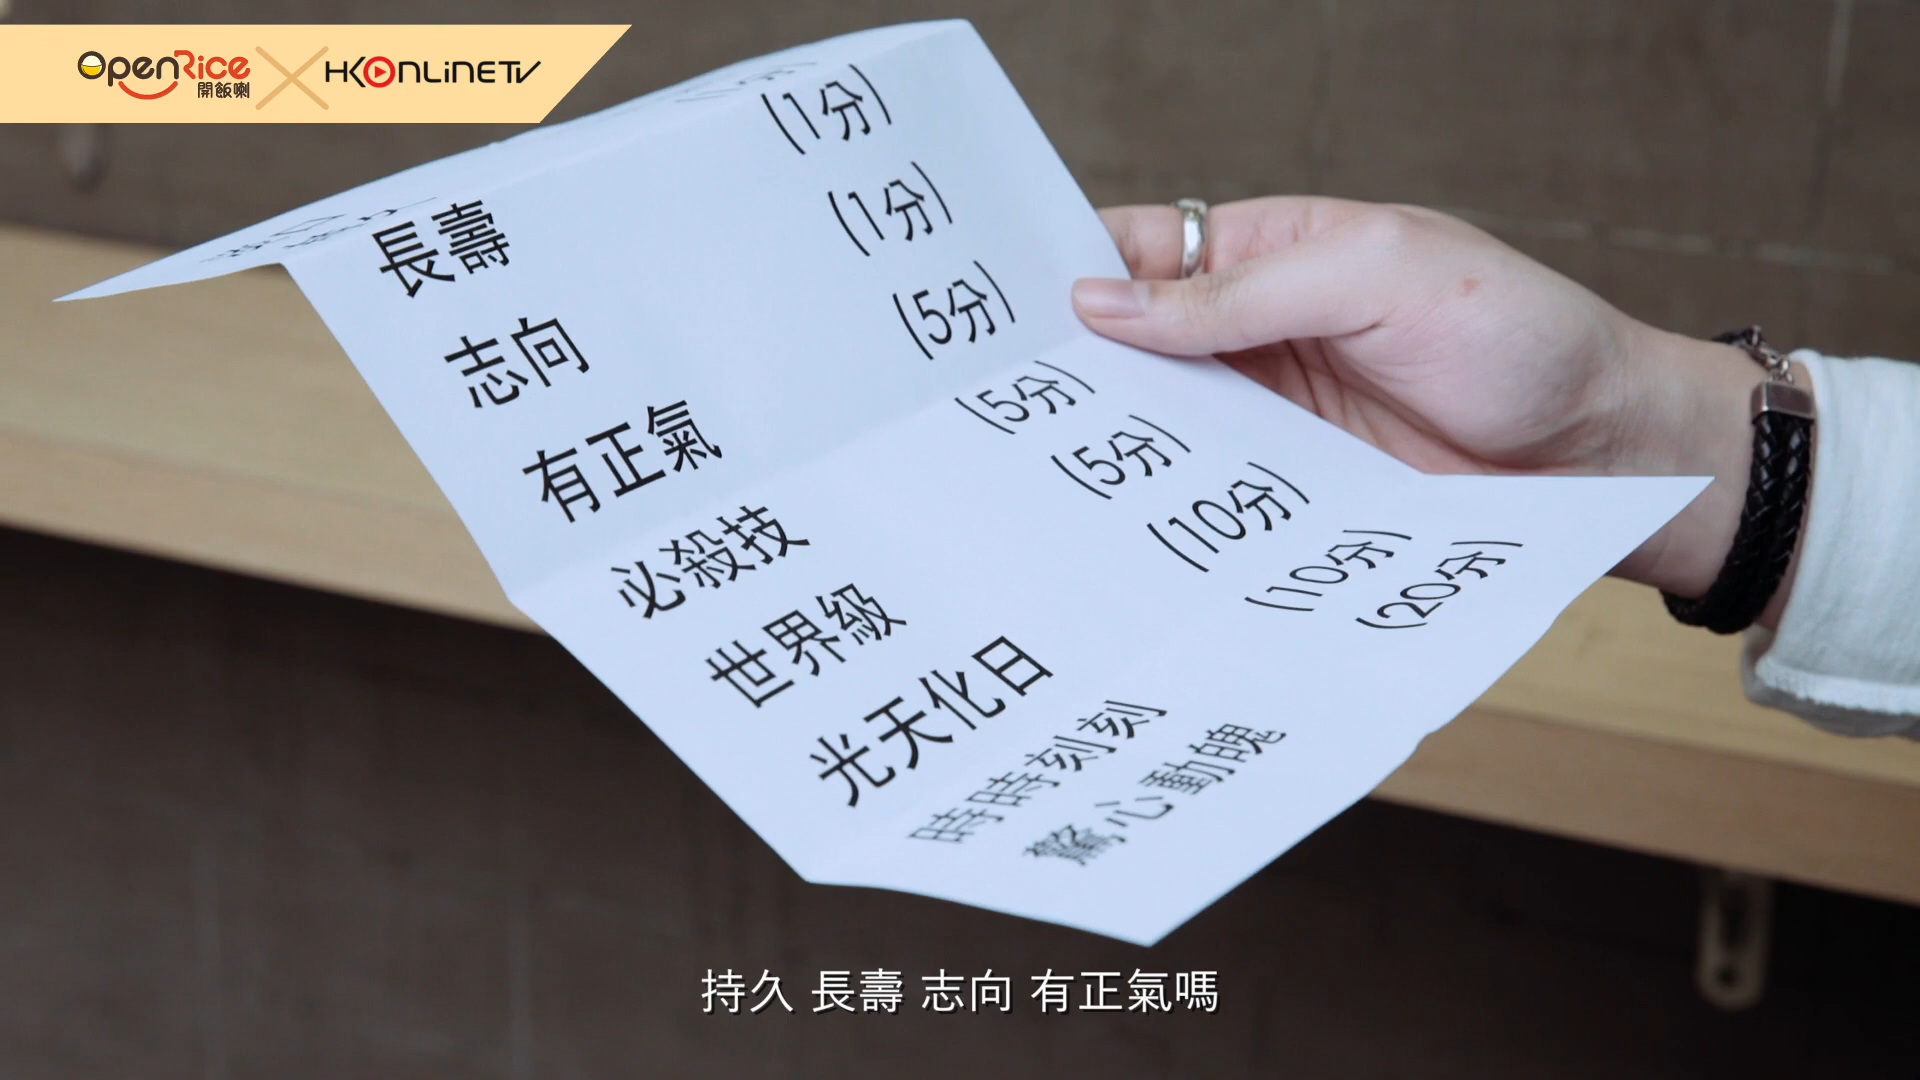 OpenRice
開飯喇
HKONLINETV
長壽 (1分)
志向 (1分)
有正氣 (5分)
必殺技 (5分)
世界級 (5分)
光天化日 (10分)
時時刻刻 (10分)
驚心動魄 (20分)
持久 長壽 志向 有正氣嗎